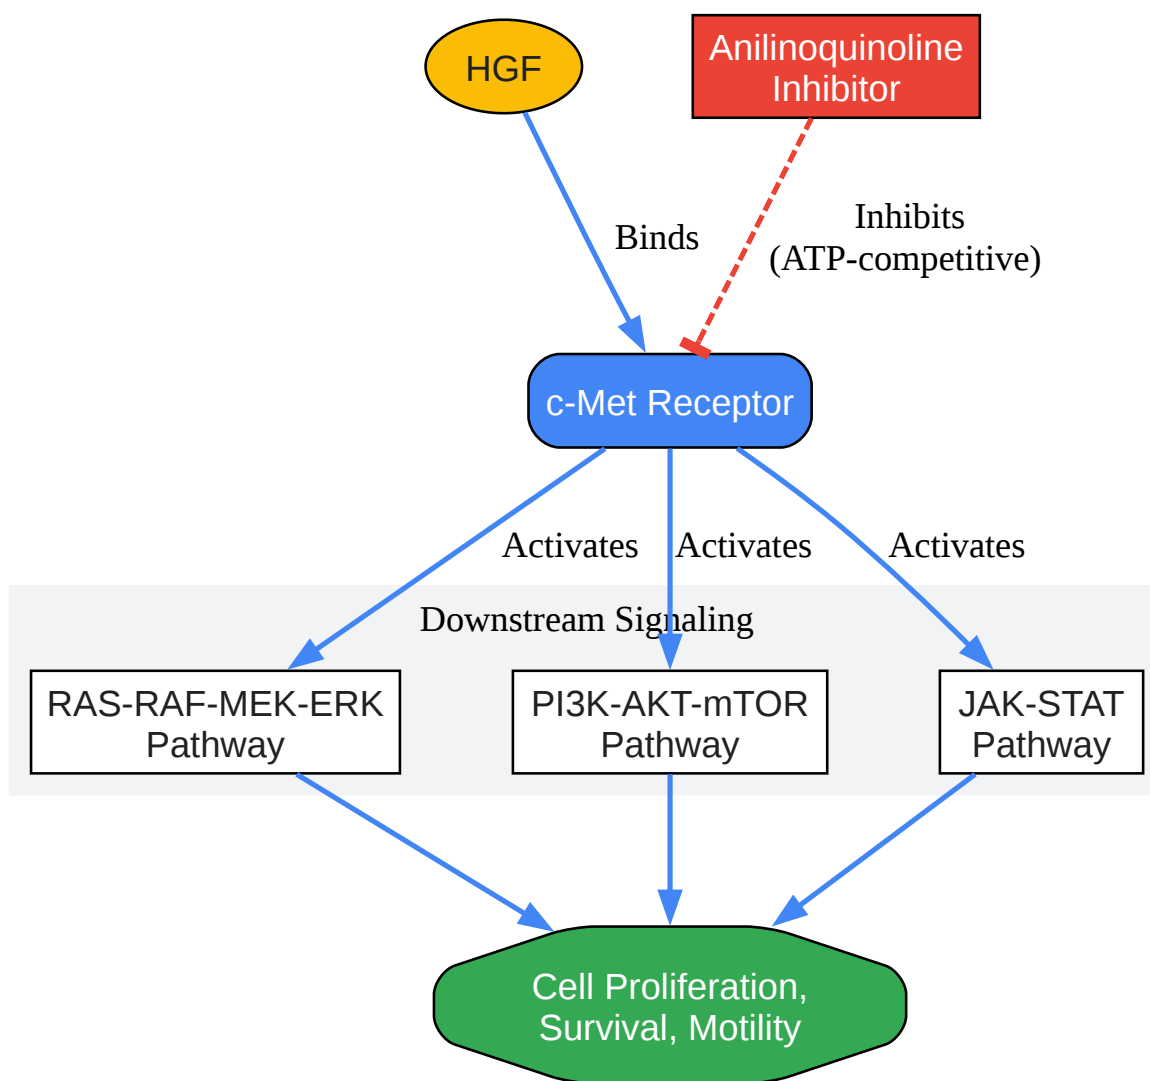 HGF
Anilinoquinoline
Inhibitor
Binds
Inhibits
(ATP-competitive)
c-Met Receptor
Activates
Activates
Activates
Downstream Signaling
RAS-RAF-MEK-ERK
Pathway
PI3K-AKT-mTOR
Pathway
JAK-STAT
Pathway
Cell Proliferation,
Survival, Motility